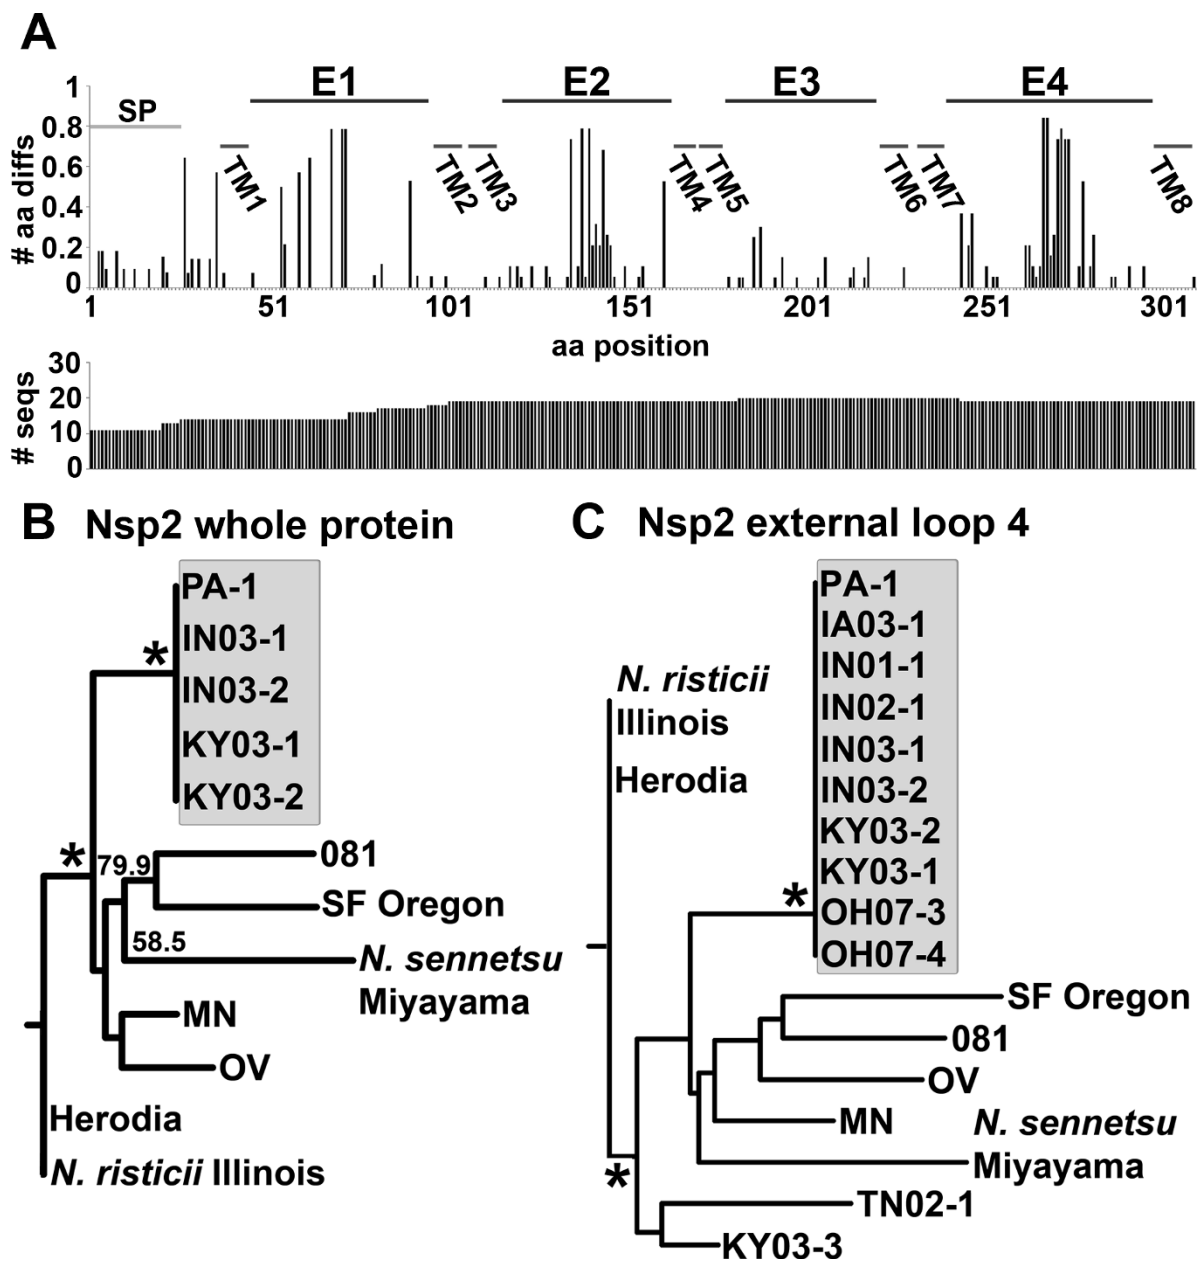 A
E1 E2 E3 E4
SP
TM1 TM2 TM3 TM4 TM5 TM6 TM7 TM8
# aa diffs
1
0.8
0.6
0.4
0.2
0
1 51 101 151 201 251 301
aa position
# seqs
30
20
10
0
B Nsp2 whole protein
PA-1
IN03-1
IN03-2
KY03-1
KY03-2
*
*
79.9
081
SF Oregon
58.5
N. sennetsu
Miyayama
MN
OV
Herodia
N. risticii Illinois
C Nsp2 external loop 4
N. risticii
Illinois
Herodia
PA-1
IA03-1
IN01-1
IN02-1
IN03-1
IN03-2
KY03-2
KY03-1
OH07-3
OH07-4
*
SF Oregon
081
OV
MN
N. sennetsu
Miyayama
*
TN02-1
KY03-3